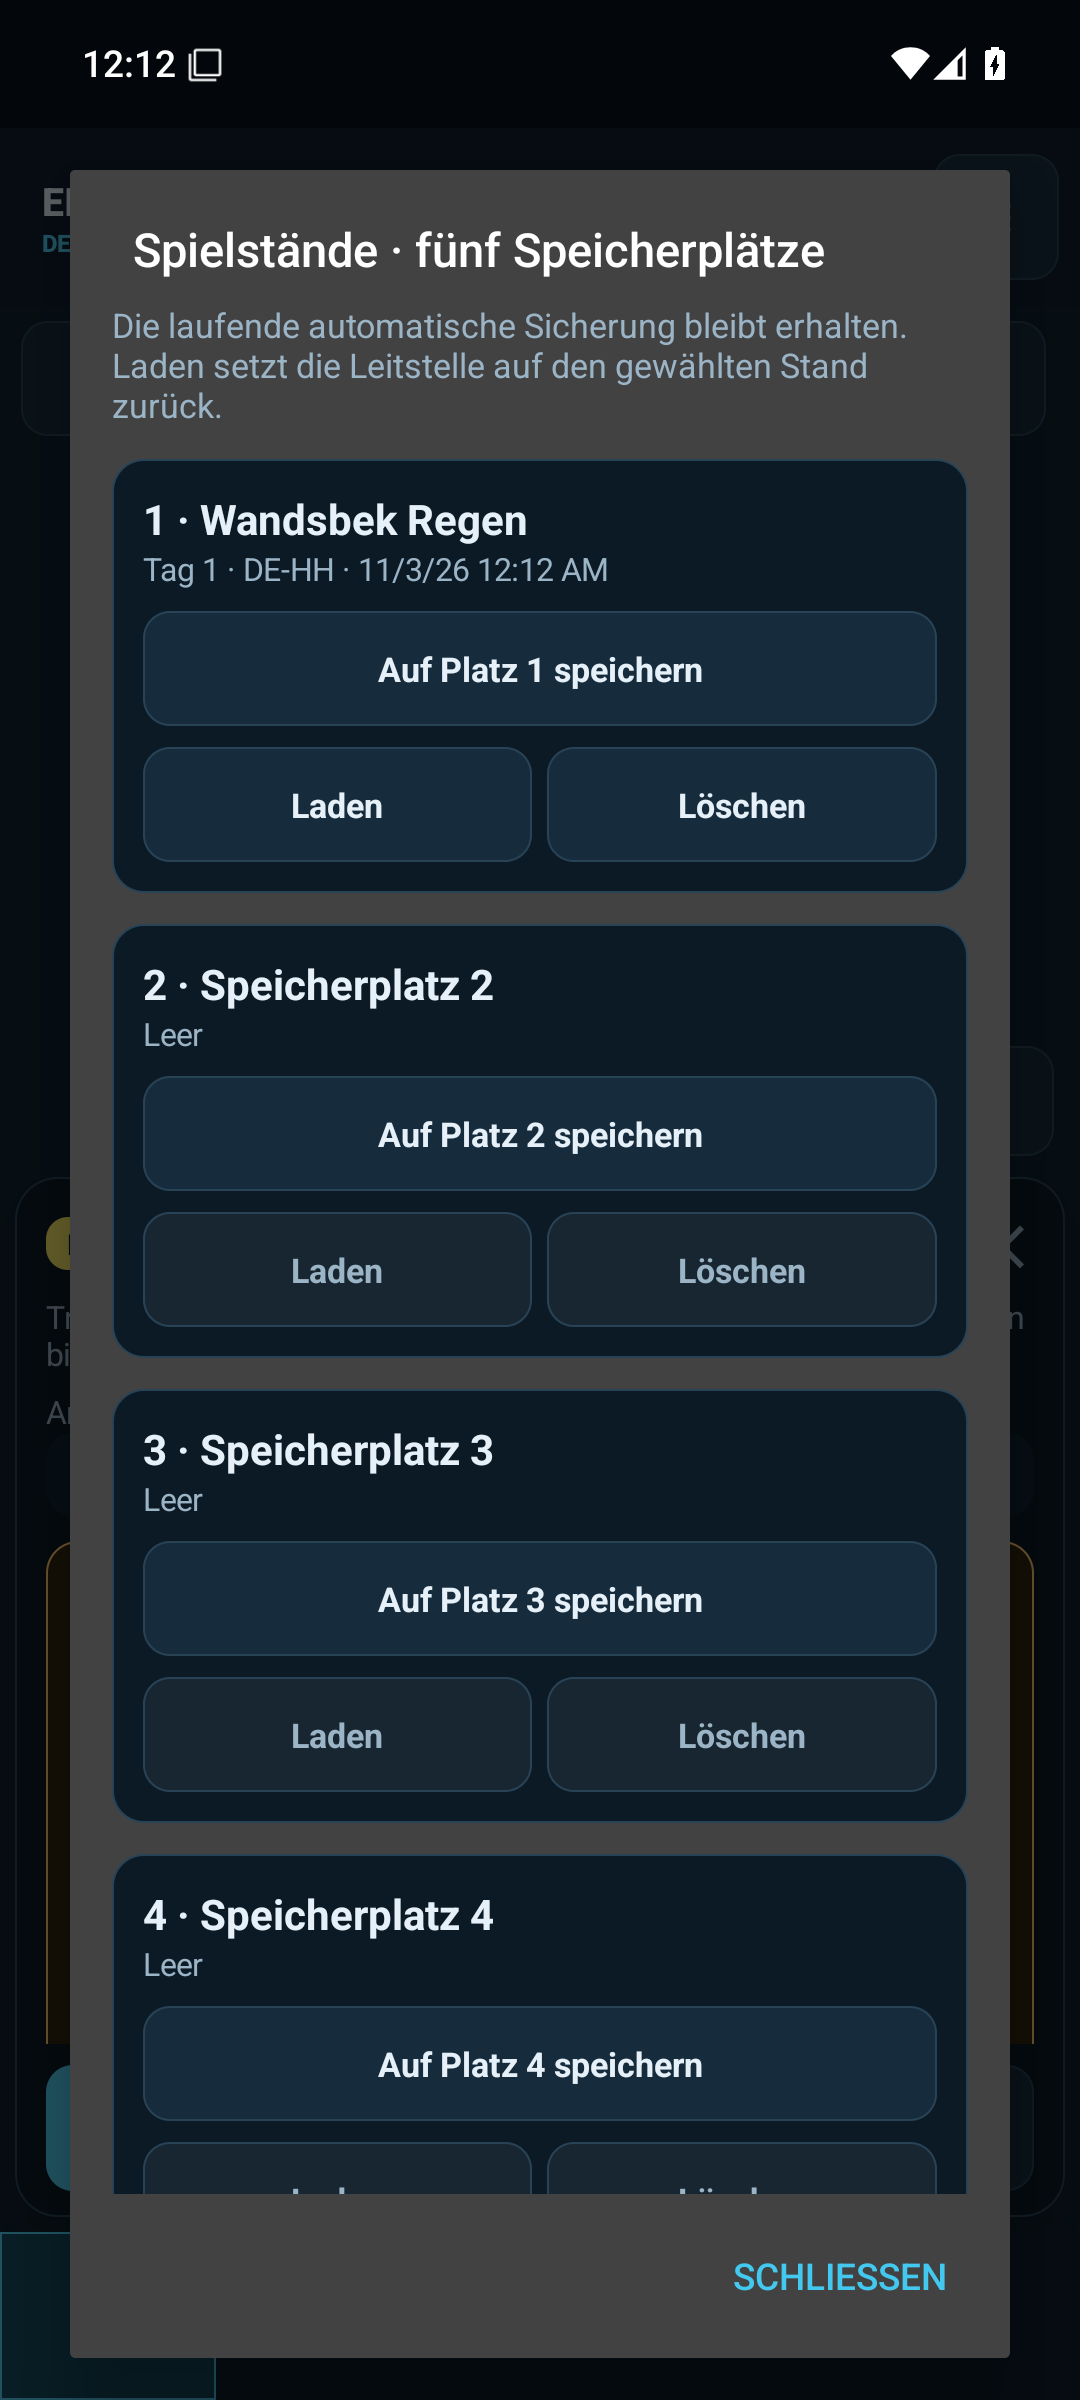 12:12
Spielstände · fünf Speicherplätze
Die laufende automatische Sicherung bleibt erhalten.
Laden setzt die Leitstelle auf den gewählten Stand
zurück.
1 · Wandsbek Regen
Tag 1 · DE-HH · 11/3/26 12:12 AM
Auf Platz 1 speichern
Laden
Löschen
2 · Speicherplatz 2
Leer
Auf Platz 2 speichern
Laden
Löschen
3 · Speicherplatz 3
Leer
Auf Platz 3 speichern
Laden
Löschen
4 · Speicherplatz 4
Leer
Auf Platz 4 speichern
SCHLIESSEN